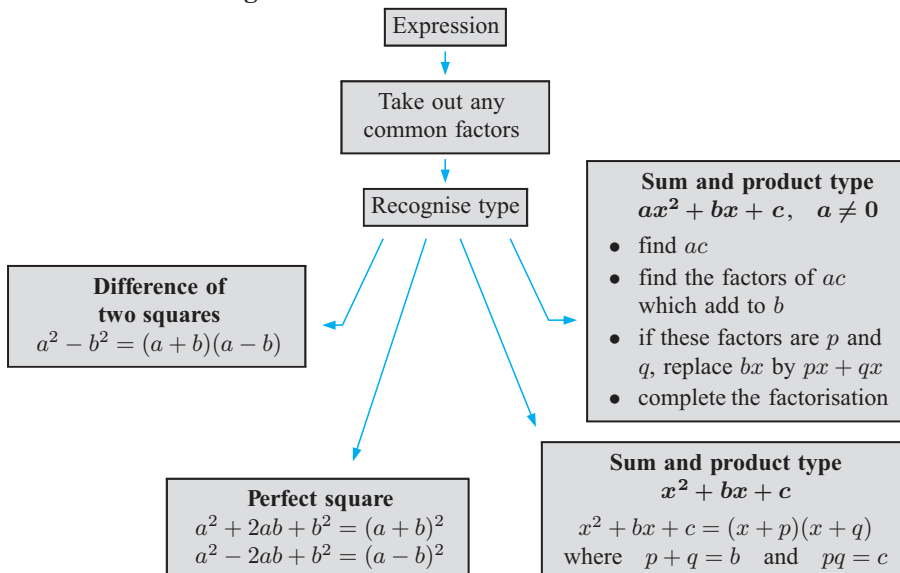 Expression
Take out any
common factors
Recognise type
Difference of
two squares
a² − b² = (a + b)(a − b)
Perfect square
a² + 2ab + b² = (a + b)²
a² − 2ab + b² = (a − b)²
Sum and product type
x² + bx + c
x² + bx + c = (x + p)(x + q)
where p + q = b and pq = c
Sum and product type
ax² + bx + c, a ≠ 0
• find ac
• find the factors of ac
which add to b
• if these factors are p and
q, replace bx by px + qx
• complete the factorisation